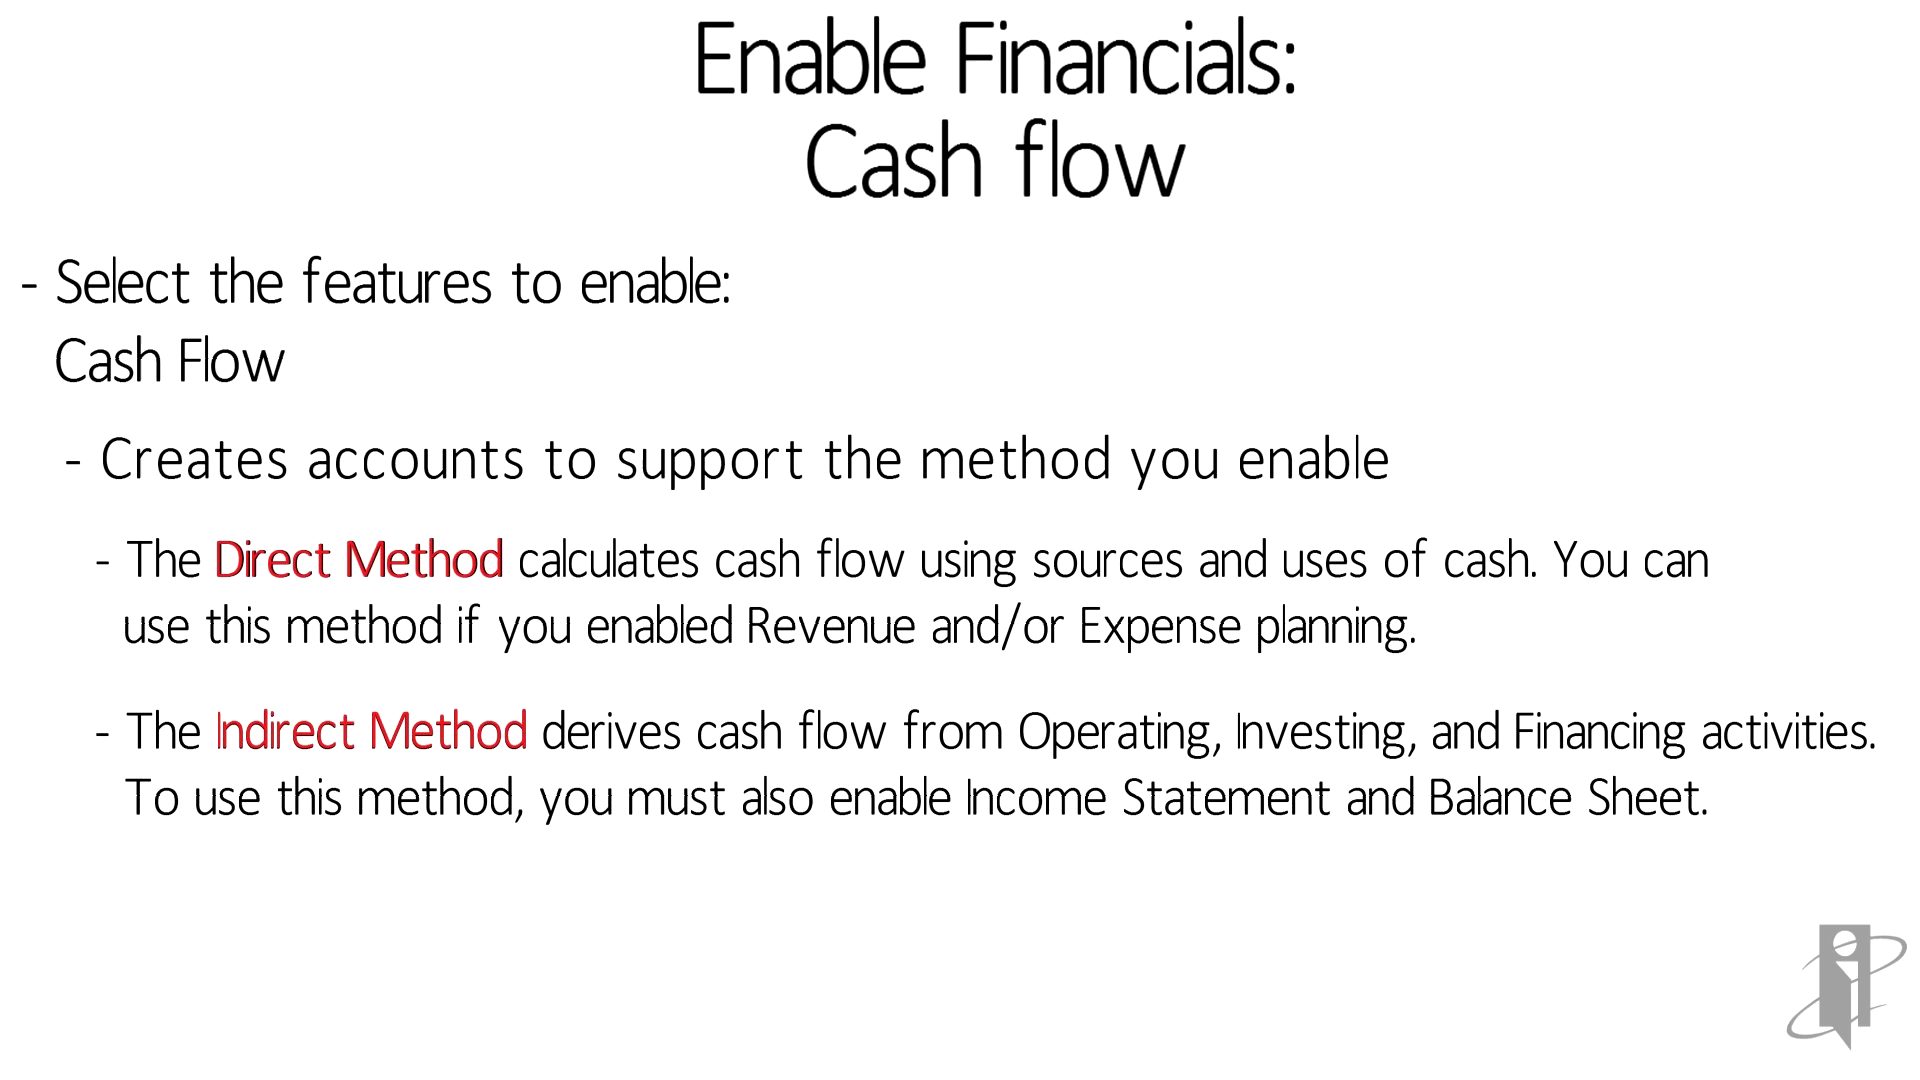 Enable Financials:
Cash flow
- Select the features to enable:
Cash Flow
- Creates accounts to support the method you enable
- The Direct Method calculates cash flow using sources and uses of cash. You can
use this method if you enabled Revenue and/or Expense planning.
- The Indirect Method derives cash flow from Operating, Investing, and Financing activities.
To use this method, you must also enable Income Statement and Balance Sheet.